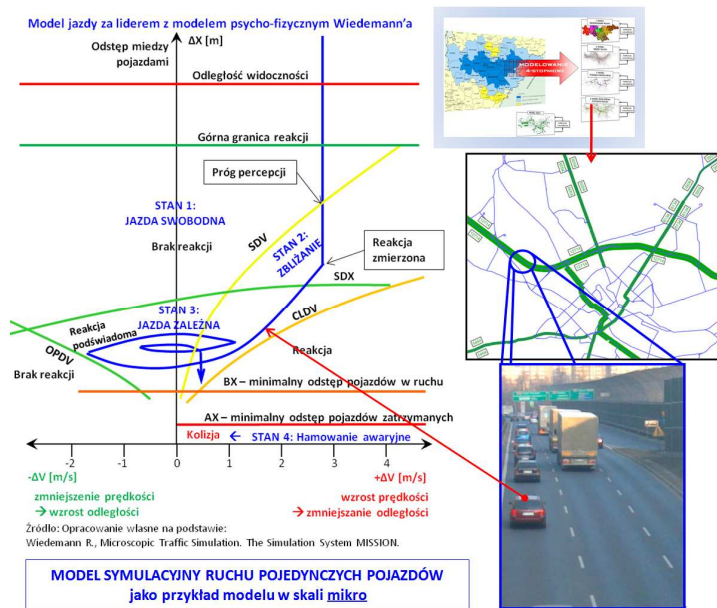 Model jazdy za liderem z modelem psycho-fizycznym Wiedemann'a
Odstęp miedzy
pojazdami
ΔX [m]
Odległość widoczności
Górna granica reakcji
Próg percepcji
STAN 1:
JAZDA SWOBODNA
Brak reakcji
SDV
STAN 2:
ZBLIŻANIE
Reakcja
zmierzona
SDX
STAN 3:
JAZDA ZALEŻNA
Reakcja
podświadoma
CLDV
OPDV
Reakcja
Brak reakcji
BX – minimalny odstęp pojazdów w ruchu
AX – minimalny odstęp pojazdów zatrzymanych
Kolizja
← STAN 4: Hamowanie awaryjne
-2 -1 0 1 2 3 4
-ΔV [m/s]
+ΔV [m/s]
zmniejszenie prędkości
→ wzrost odległości
wzrost prędkości
→ zmniejszanie odległości
Źródło: Opracowanie własne na podstawie:
Wiedemann R., Microscopic Traffic Simulation. The Simulation System MISSION.
MODEL SYMULACYJNY RUCHU POJEDYNCZYCH POJAZDÓW
jako przykład modelu w skali mikro
MODELOWANIE
4-STOPNIOWE